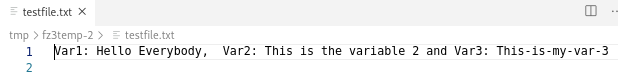 testfile.txt
tmp > fz3temp-2 > testfile.txt
1 Var1: Hello Everybody,  Var2: This is the variable 2 and Var3: This-is-my-var-3
2